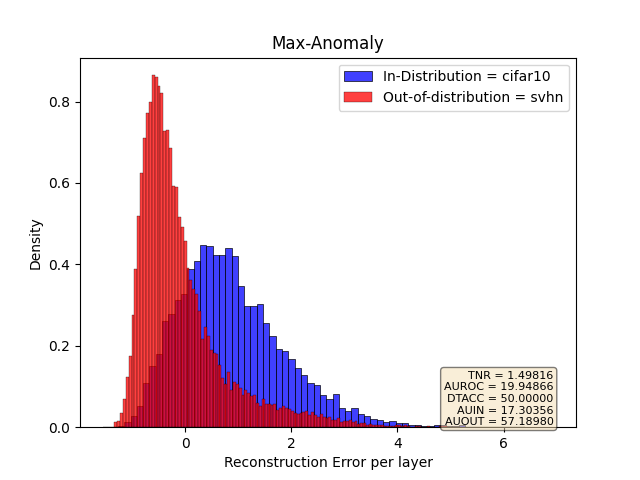 Max-Anomaly
In-Distribution = cifar10
Out-of-distribution = svhn
0.8
0.6
0.4
0.2
0.0
Density
TNR = 1.49816
AUROC = 19.94866
DTACC = 50.00000
AUIN = 17.30356
AUOUT = 57.18980
0 2 4 6
Reconstruction Error per layer